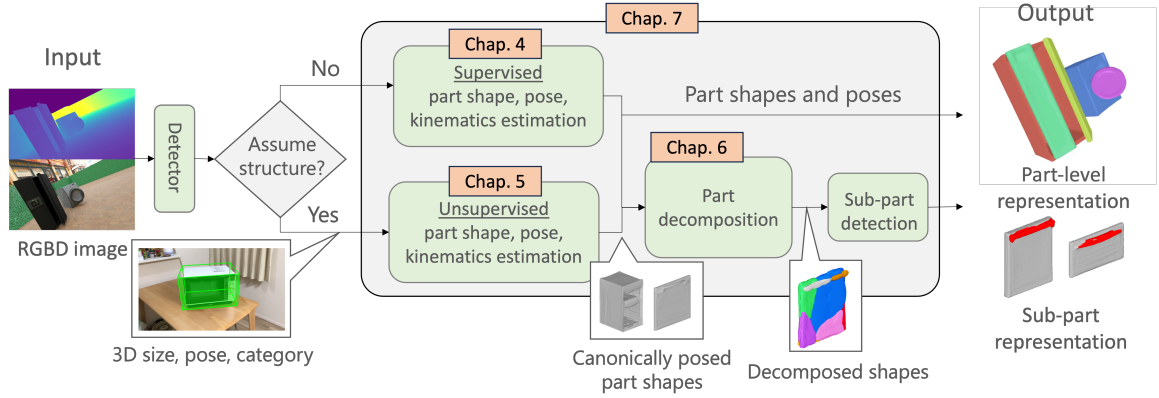 Input
RGBD image
Detector
Assume
structure?
No
Yes
3D size, pose, category
Chap. 7
Chap. 4
Supervised
part shape, pose,
kinematics estimation
Chap. 5
Unsupervised
part shape, pose,
kinematics estimation
Part shapes and poses
Chap. 6
Part
decomposition
Sub-part
detection
Canonically posed
part shapes
Decomposed shapes
Output
Part-level
representation
Sub-part
representation